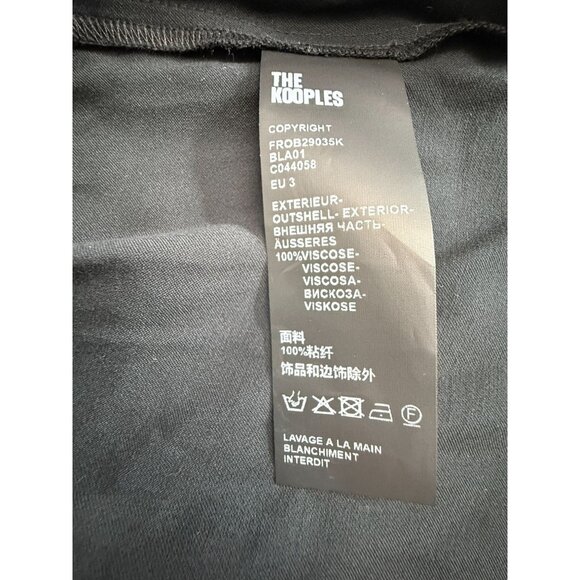 THE
KOOPLES
COPYRIGHT
FROB29035K
BLA01
C044058
EU 3
EXTERIEUR-
OUTSHELL- EXTERIOR-
ВНЕШНЯЯ ЧАСТЬ-
ÄUSSERES
100%VISCOSE-
VISCOSE-
VISCOSA-
ВИСКОЗА-
VISKOSE
面料
100%粘纤
饰品和边饰除外
LAVAGE A LA MAIN
BLANCHIMENT
INTERDIT